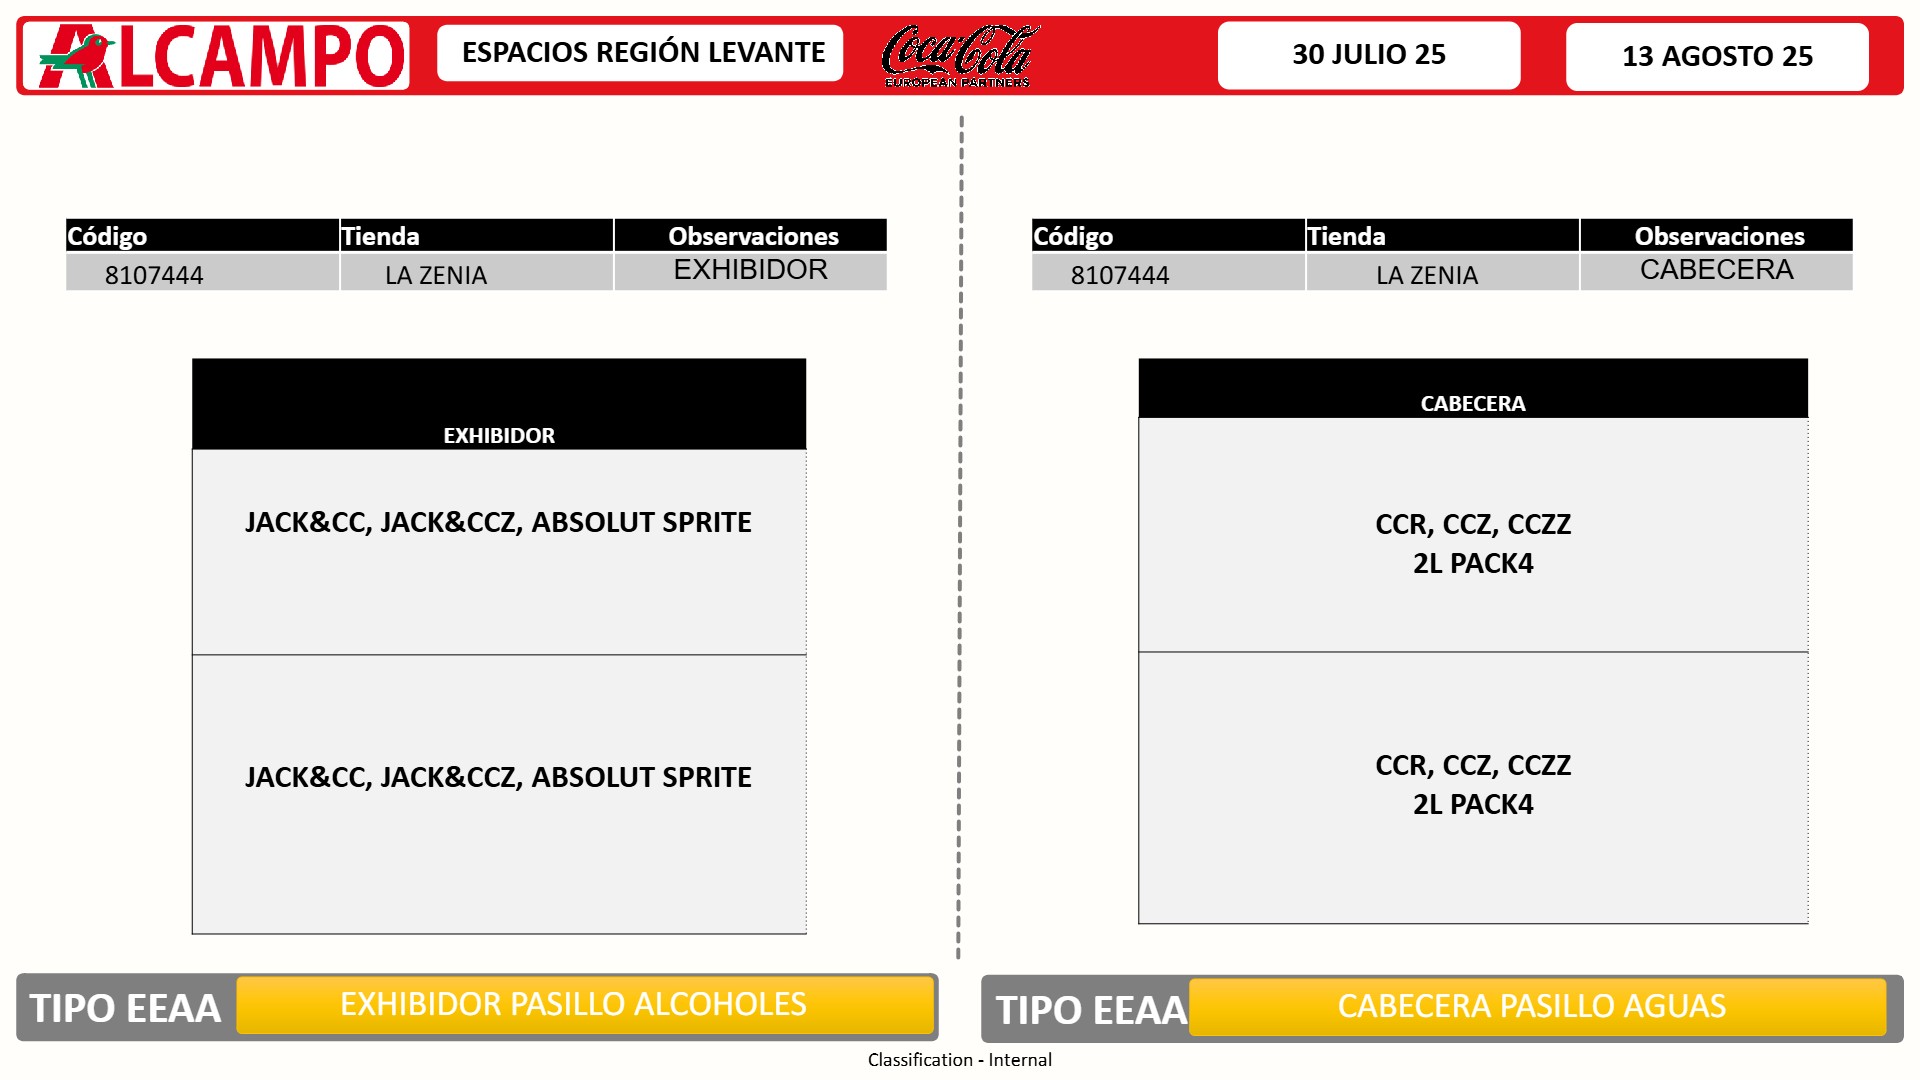 ALCAMPO
ESPACIOS REGIÓN LEVANTE
Coca-Cola
EUROPEAN PARTNERS
30 JULIO 25
13 AGOSTO 25
Código Tienda Observaciones
8107444 LA ZENIA EXHIBIDOR
EXHIBIDOR
JACK&CC, JACK&CCZ, ABSOLUT SPRITE
JACK&CC, JACK&CCZ, ABSOLUT SPRITE
TIPO EEAA EXHIBIDOR PASILLO ALCOHOLES
Código Tienda Observaciones
8107444 LA ZENIA CABECERA
CABECERA
CCR, CCZ, CCZZ
2L PACK4
CCR, CCZ, CCZZ
2L PACK4
TIPO EEAA CABECERA PASILLO AGUAS
Classification - Internal